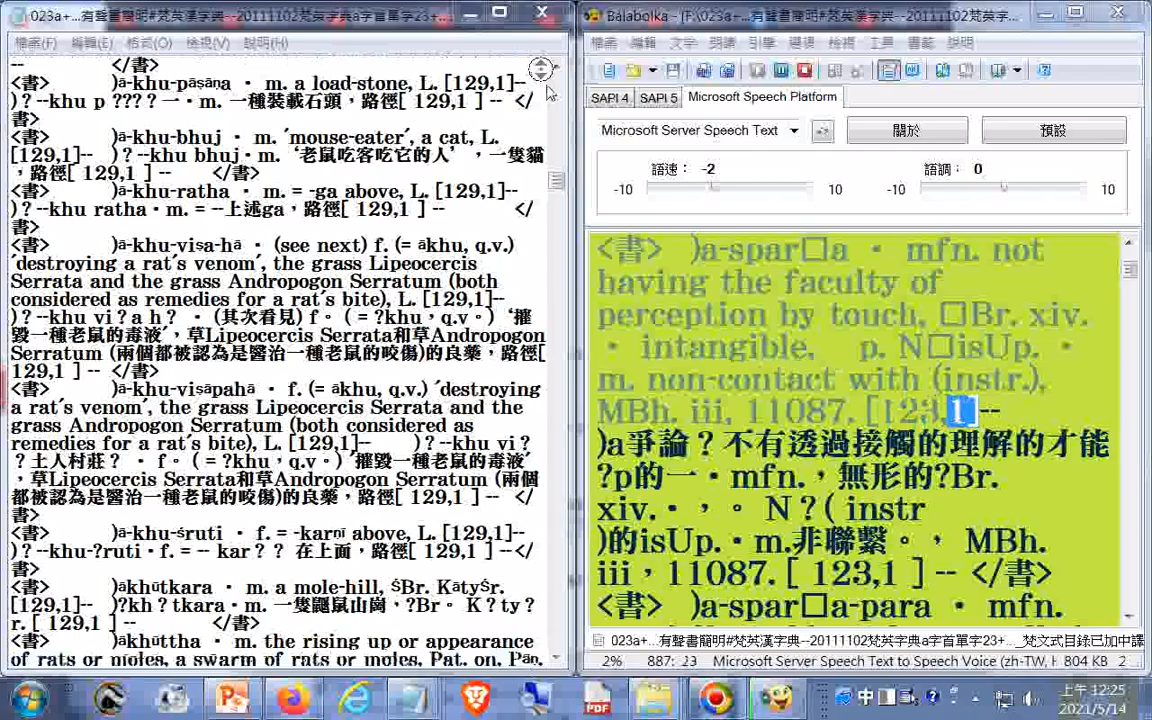 023a+...有聲書簡明#梵英漢字典--20111102梵英字典a字首單字23+...
檔案(F) 編輯(E) 格式(O) 檢視(V) 說明(H)
-- </書>
<書> )ā-khu-pāṣāṇa ‧ m. a load-stone, L. [129,1]--
)? --khu p ???? 一‧m. 一種裝載石頭，路徑[ 129,1 ] -- </
書>
<書> )ā-khu-bhuj ‧ m. 'mouse-eater', a cat, L.
[129,1]-- )? --khu bhuj‧m.‘老鼠吃客吃它的人’，一隻貓
，路徑[ 129,1 ] -- </書>
<書> )ā-khu-ratha ‧ m. = -ga above, L. [129,1]--
)? --khu ratha‧m. = --上述ga，路徑[ 129,1 ] -- </
書>
<書> )ā-khu-viṣa-hā ‧ (see next) f. (= ākhu, q.v.)
'destroying a rat's venom', the grass Lipeocercis
Serrata and the grass Andropogon Serratum (both
considered as remedies for a rat's bite), L. [129,1]--
)? --khu vi？a h？ ‧ (其次看見) f。 (= ?khu,q.v。) ‘摧
毀一種老鼠的毒液’，草Lipeocercis Serrata和草Andropogon
Serratum (兩個都被認為是醫治一種老鼠的咬傷)的良藥，路徑[
129,1 ] -- </書>
<書> )ā-khu-viṣāpahā ‧ f. (= ākhu, q.v.) 'destroying
a rat's venom', the grass Lipeocercis Serrata and the
grass Andropogon Serratum (both considered as
remedies for a rat's bite), L. [129,1] )? --khu vi？
？土人村莊？ ‧ f。 ( = ?khu，q.v。) ‘摧毀一種老鼠的毒液’
，草Lipeocercis Serrata和草Andropogon Serratum (兩個
都被認為是醫治一種老鼠的咬傷)的良藥，路徑[ 129,1 ] -- </
書>
<書> )ā-khu-śruti ‧ f. = -karṇī above, L. [129,1]--
)? --khu-?ruti‧f. = -- kar？？ 在上面，路徑[ 129,1 ] --
</書>
<書> )ākhūtkara ‧ m. a mole-hill, ŚBr. KātyŚr.
[129,1]-- )?kh？tkara‧m. 一隻鼴鼠山崗，?Br。 K？ty？
r. [ 129,1 ] -- </書>
<書> )ākhūttha ‧ m. the rising up or appearance
of rats or moles, a swarm of rats or moles, Pat. on, Pāṇ.
Balabolka - [F:\023a+...有聲書簡明#梵英漢字典--20111102梵英字...
檔案 編輯 文字 朗讀 引擎 選項 檢視 工具 書籤 說明
SAPI 4 SAPI 5 Microsoft Speech Platform
Microsoft Server Speech Text 關於 預設
語速： -2 語調： 0
-10 10 -10 10
<書> )a-spar□a ‧ mfn. not
having the faculty of
perception by touch, □Br. xiv.
‧ intangible, p. N□isUp. ‧
m. non-contact with (instr.),
MBh. iii, 11087. [123,1 --
)a爭論？不有透過接觸的理解的才能
?p的一‧mfn.，無形的?Br.
xiv.‧，。 N？( instr
)的isUp.‧m.非聯繫。， MBh.
iii，11087. [ 123,1 ] -- </書>
<書> )a-spar□a-para ‧ mfn.
023a+...有聲書簡明#梵英漢字典--20111102梵英字典a字首單字23+..._梵文式目錄已加中譯
2% 887: 23 Microsoft Server Speech Text to Speech Voice (zh-TW, H 804 KB 2
中
上午 12:25
2021/5/14